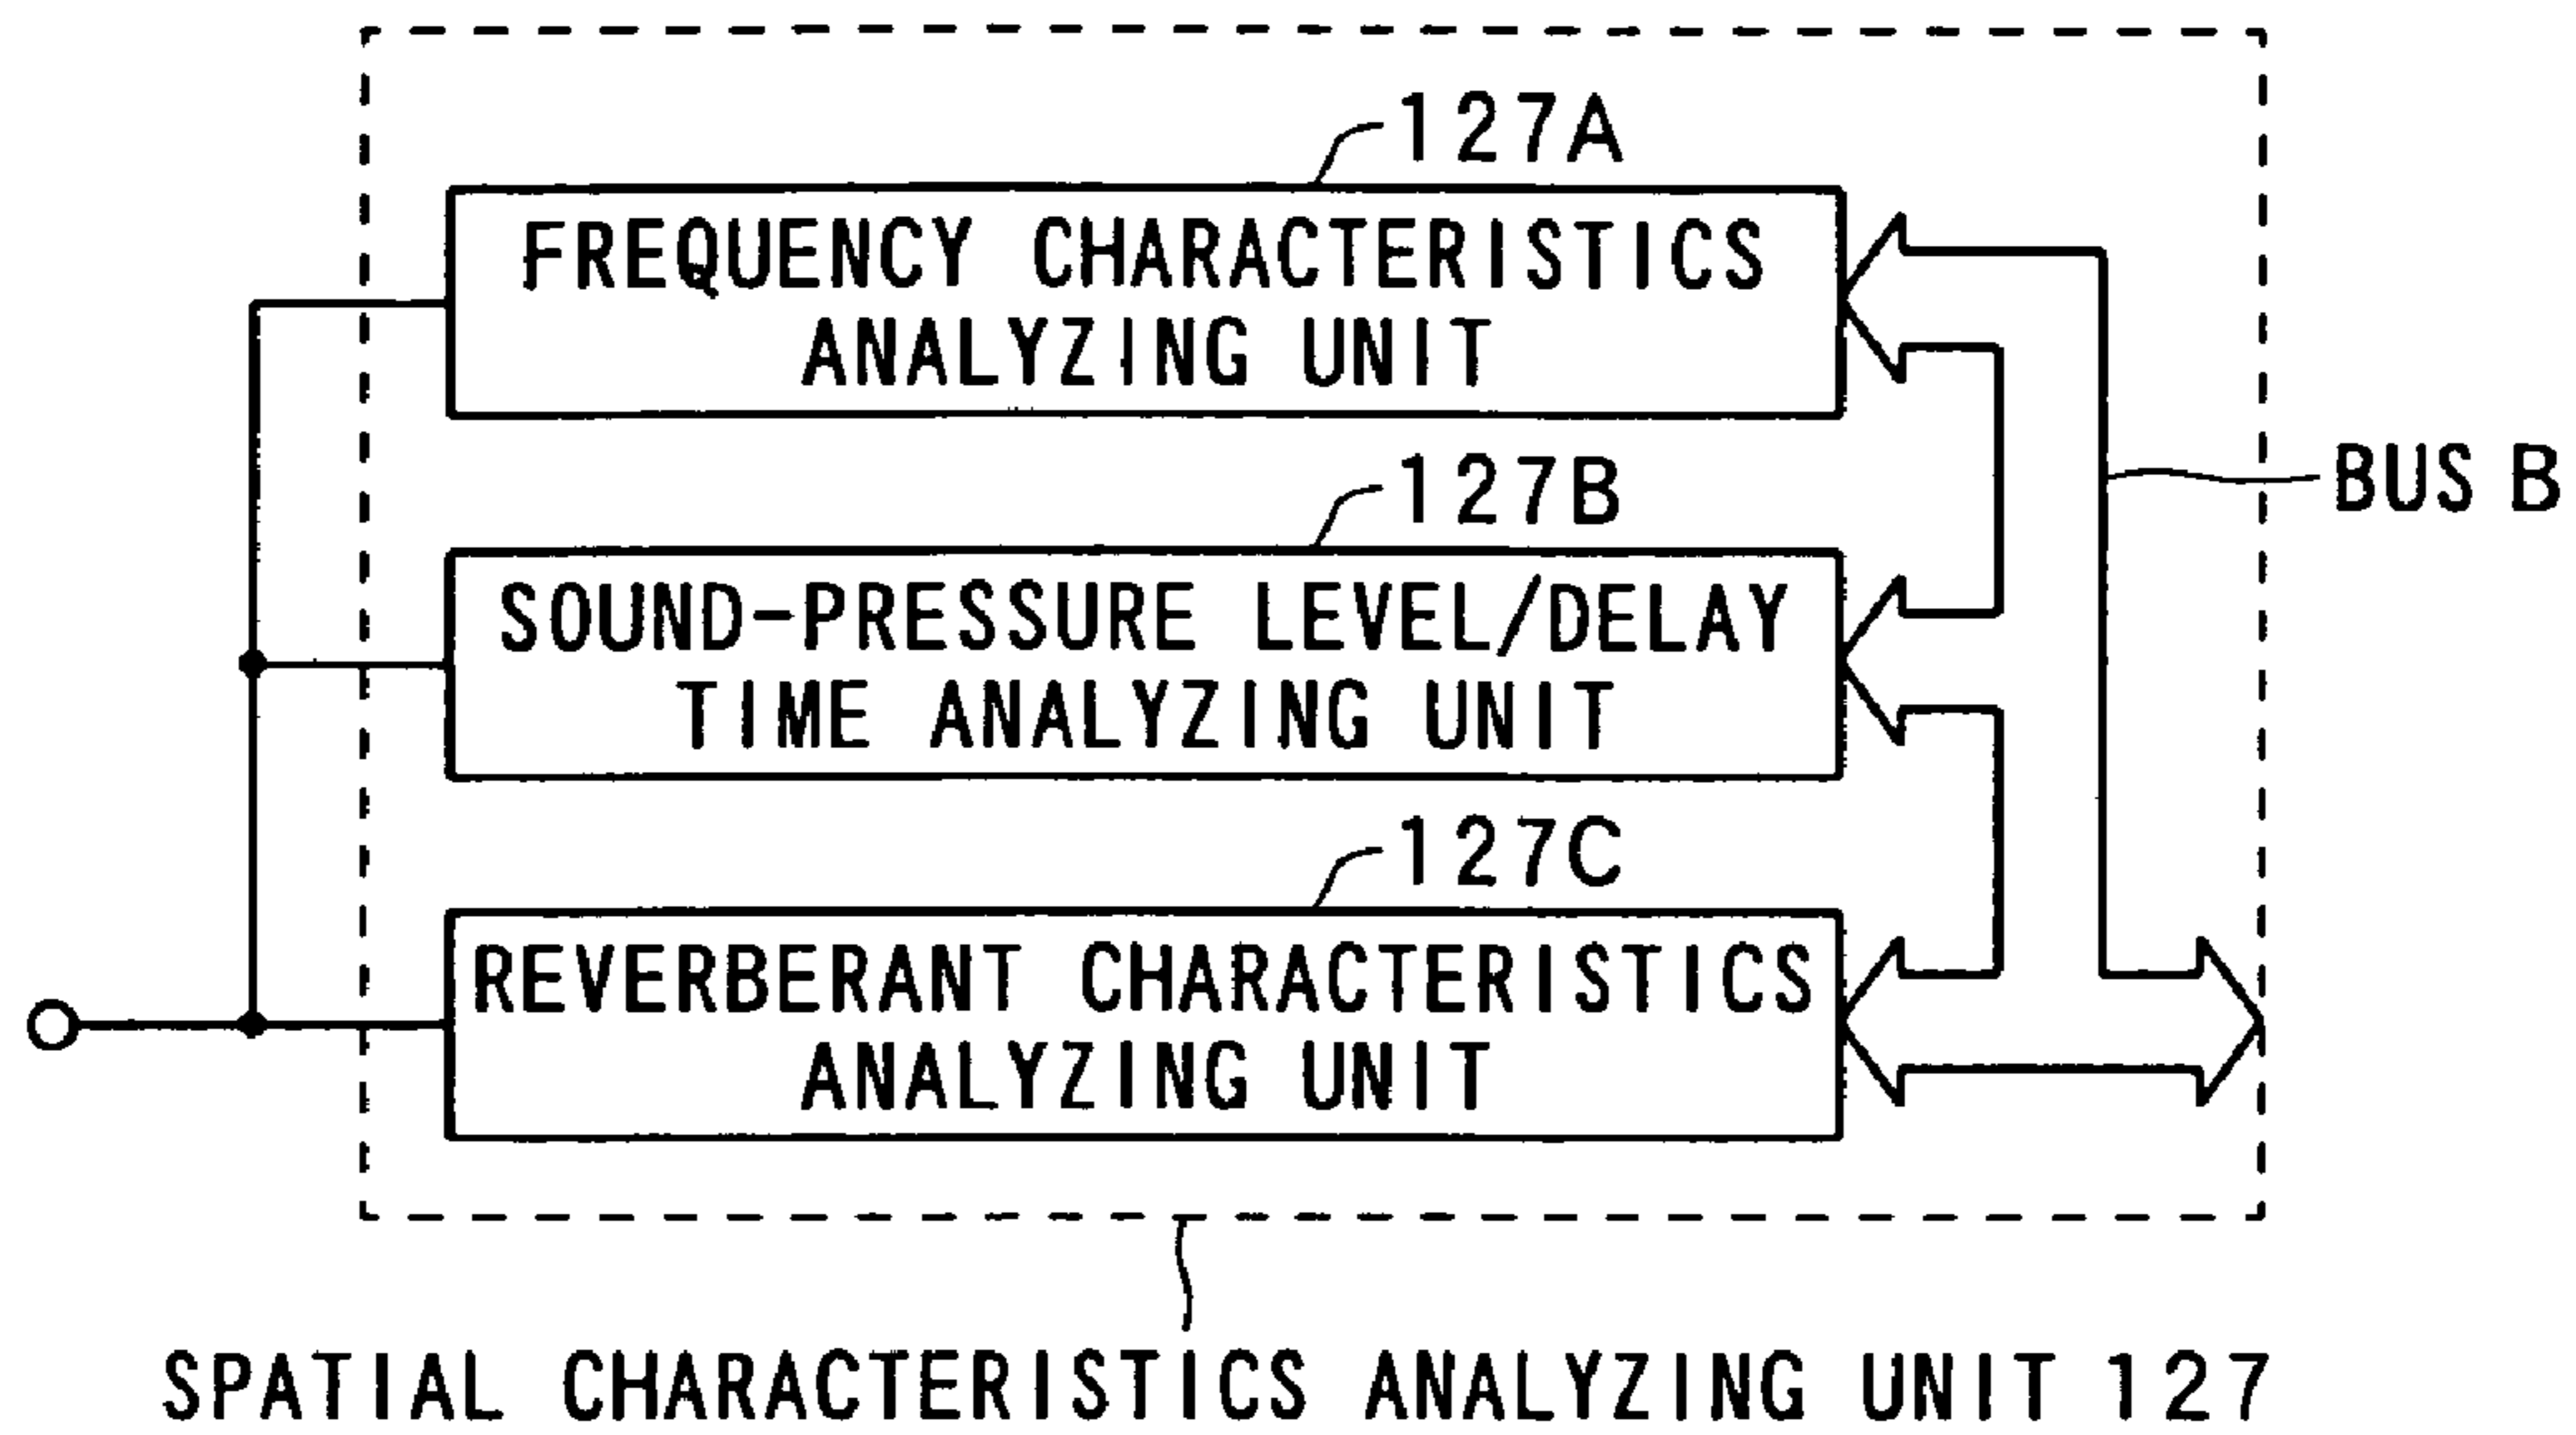 127A
FREQUENCY CHARACTERISTICS
ANALYZING UNIT
BUS B
127B
SOUND-PRESSURE LEVEL/DELAY
TIME ANALYZING UNIT
127C
REVERBERANT CHARACTERISTICS
ANALYZING UNIT
SPATIAL CHARACTERISTICS ANALYZING UNIT 127